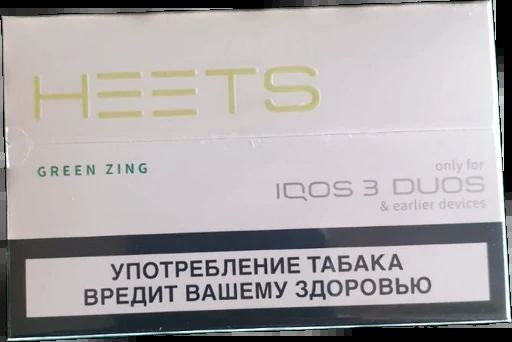 HEETS
GREEN ZING
only for
IQOS 3 DUOS
& earlier devices
УПОТРЕБЛЕНИЕ ТАБАКА
ВРЕДИТ ВАШЕМУ ЗДОРОВЬЮ